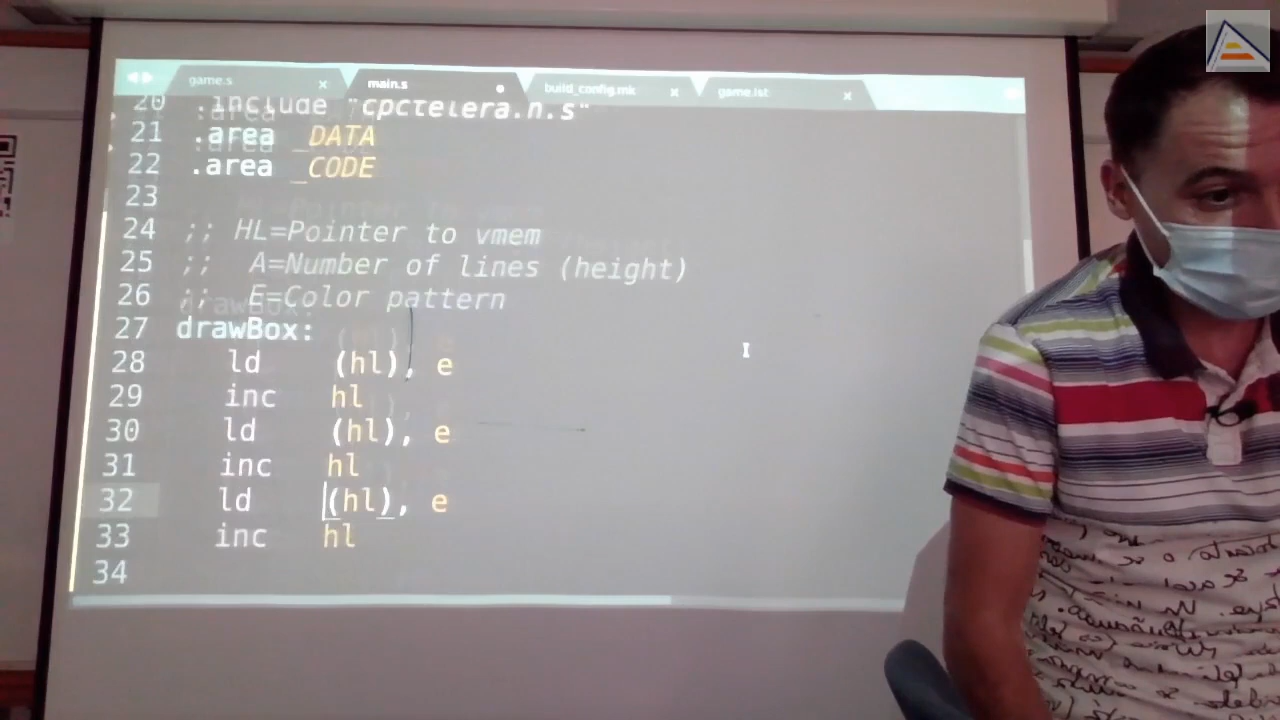 game.s x main.s build_config.mk x game.lst x
20 .include "cpctelera.h.s"
21 .area _DATA
22 .area _CODE
23
24 ;; HL=Pointer to vmem
25 ;; A=Number of lines (height)
26 ;; E=Color pattern
27 drawBox:
28 ld (hl), e
29 inc hl
30 ld (hl), e
31 inc hl
32 ld (hl), e
33 inc hl
34